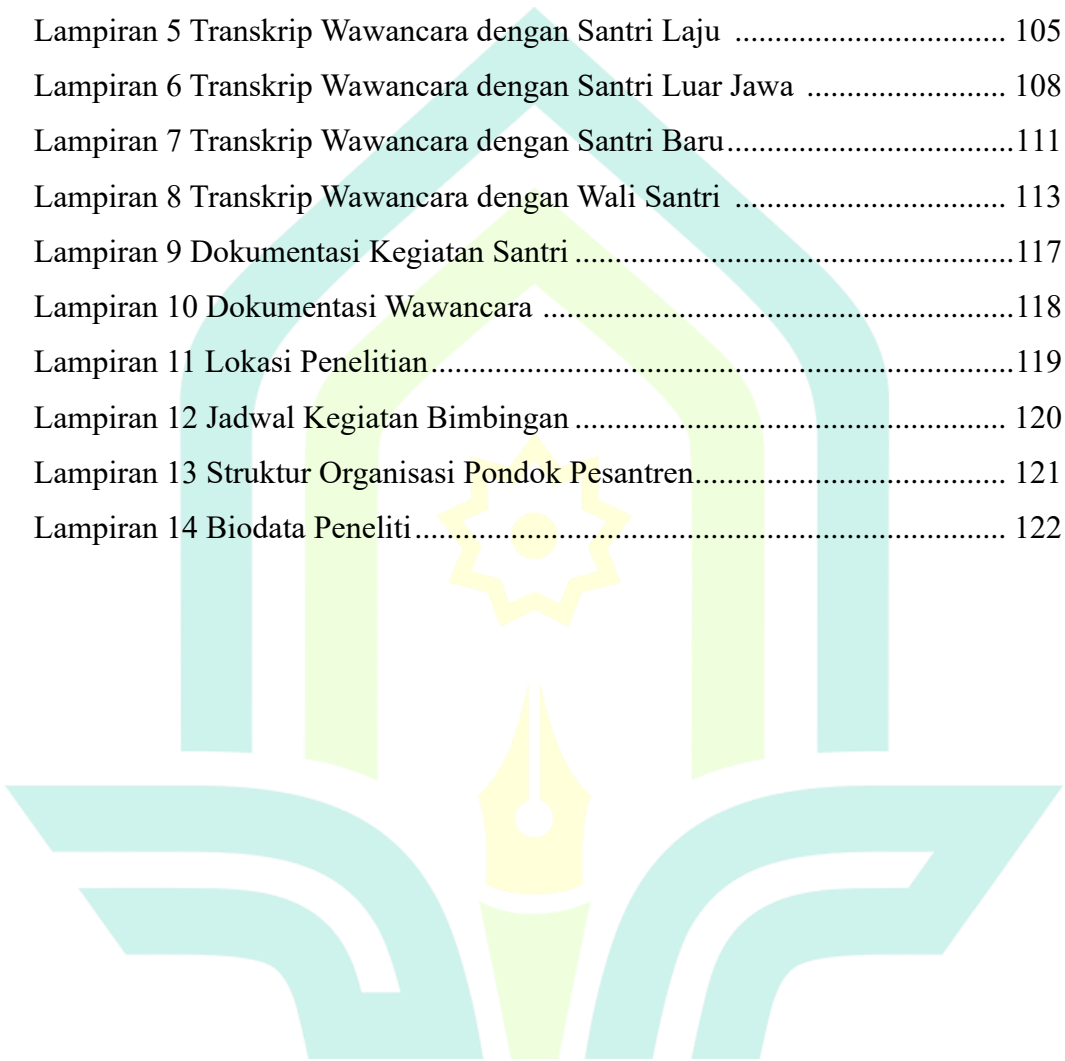 Lampiran 5 Transkrip Wawancara dengan Santri Laju ................................. 105
Lampiran 6 Transkrip Wawancara dengan Santri Luar Jawa ........................ 108
Lampiran 7 Transkrip Wawancara dengan Santri Baru...................................111
Lampiran 8 Transkrip Wawancara dengan Wali Santri ................................. 113
Lampiran 9 Dokumentasi Kegiatan Santri .....................................................117
Lampiran 10 Dokumentasi Wawancara .........................................................118
Lampiran 11 Lokasi Penelitian...................................................................... 119
Lampiran 12 Jadwal Kegiatan Bimbingan .................................................... 120
Lampiran 13 Struktur Organisasi Pondok Pesantren...................................... 121
Lampiran 14 Biodata Peneliti........................................................................ 122